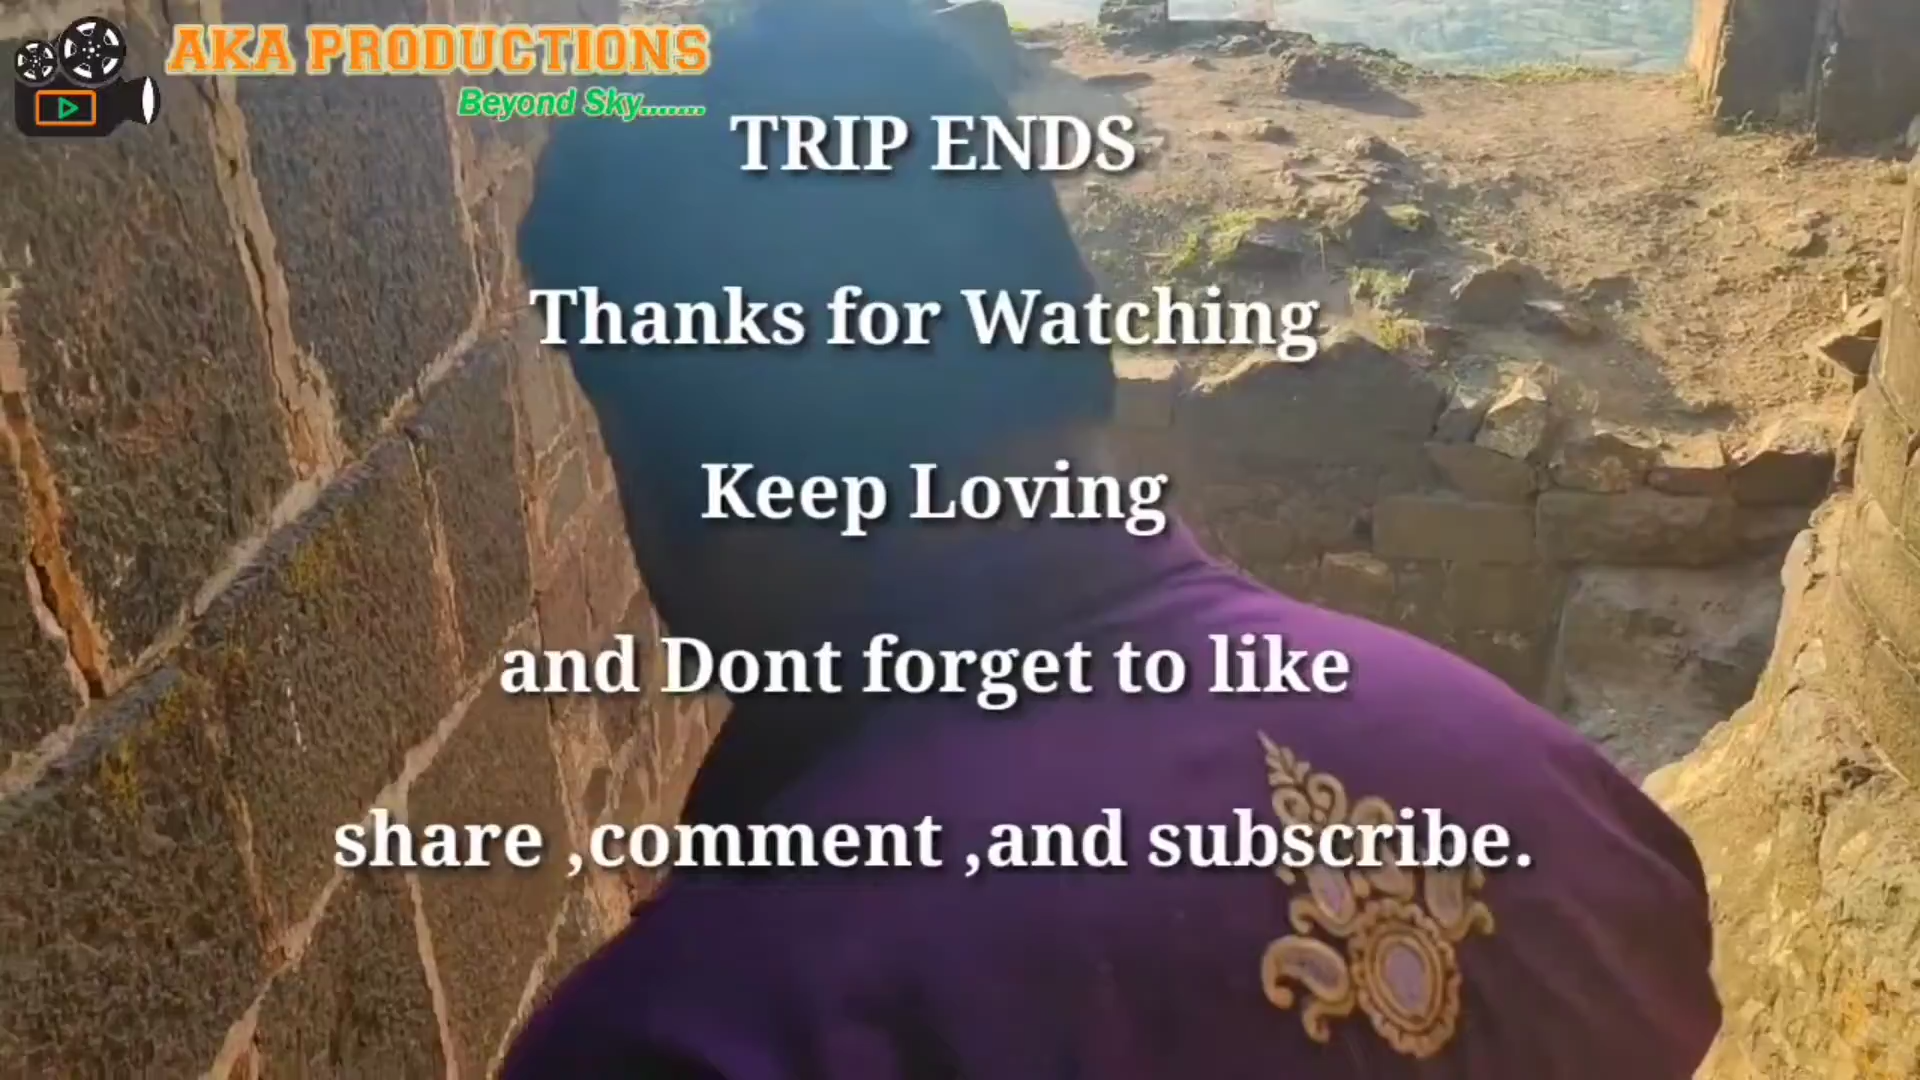 AKA PRODUCTIONS
Beyond Sky.......
TRIP ENDS
Thanks for Watching
Keep Loving
and Dont forget to like
share ,comment ,and subscribe.